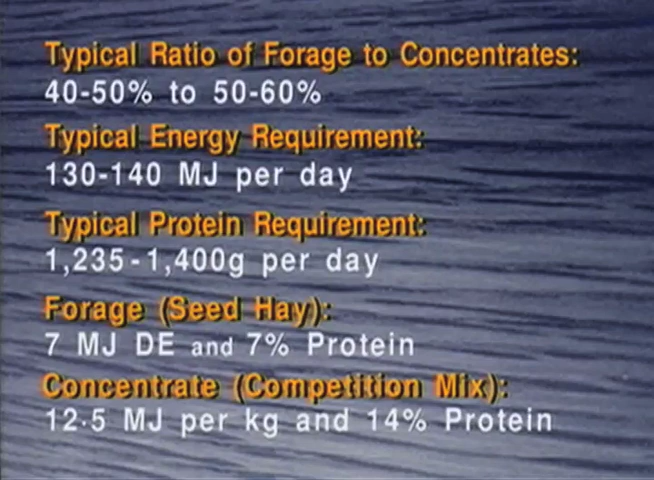 Typical Ratio of Forage to Concentrates:
40-50% to 50-60%
Typical Energy Requirement:
130-140 MJ per day
Typical Protein Requirement:
1,235-1,400g per day
Forage (Seed Hay):
7 MJ DE and 7% Protein
Concentrate (Competition Mix):
12·5 MJ per kg and 14% Protein